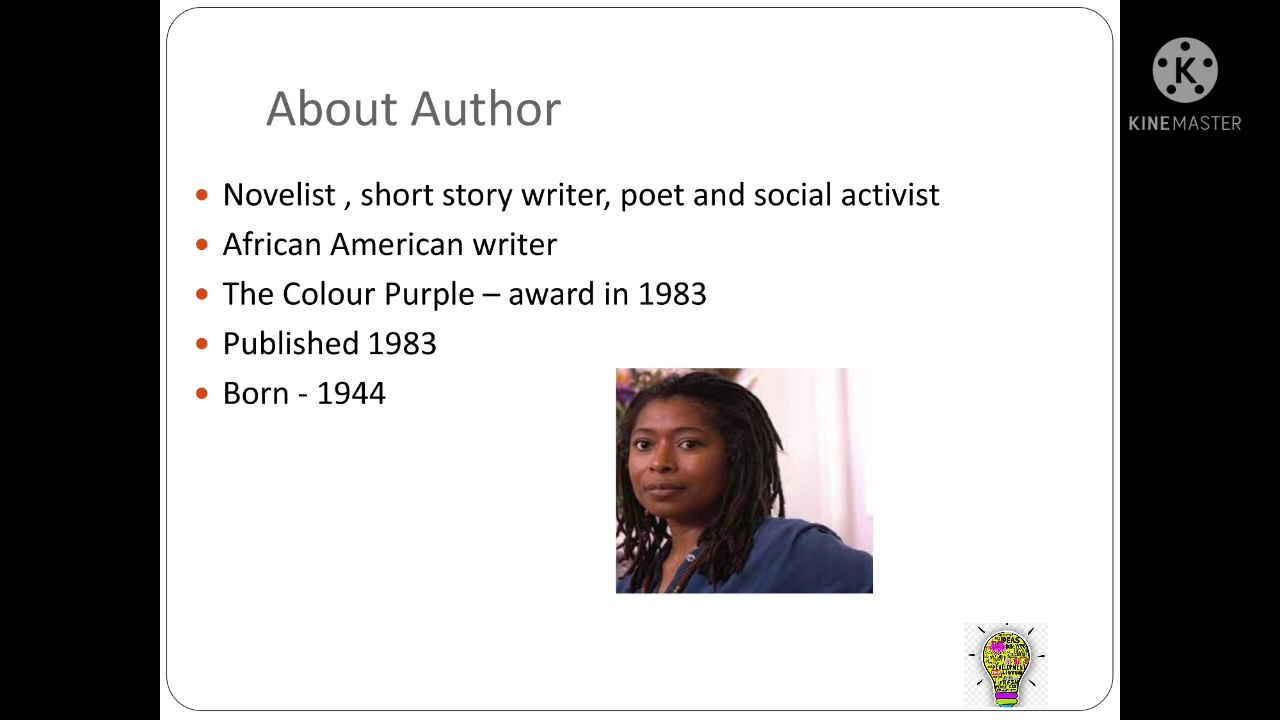 About Author
Novelist , short story writer, poet and social activist
African American writer
The Colour Purple – award in 1983
Published 1983
Born - 1944
K
KINEMASTER
IDEAS